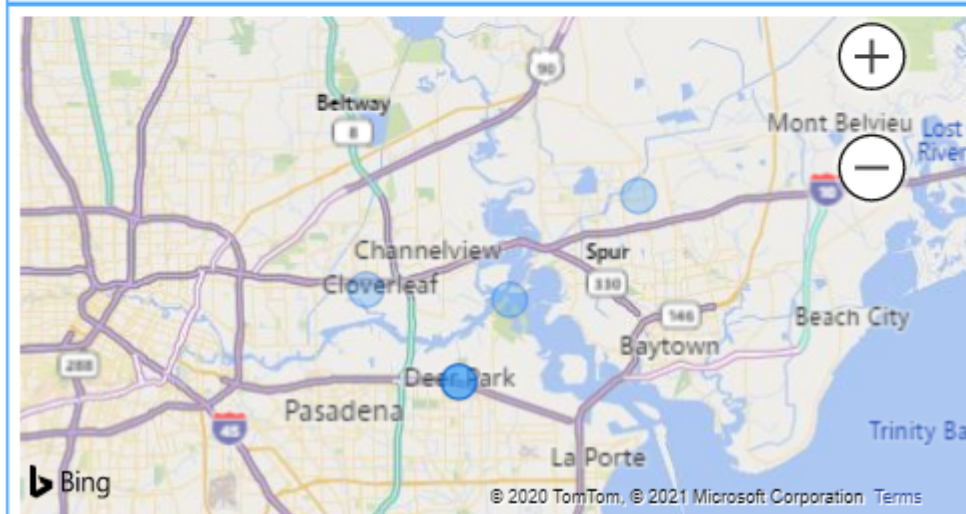 90
Beltway
8
+
Mont Belvieu
Lost
River
−
10
Channelview
Spur
Cloverleaf
330
146
Beach City
Baytown
288
Deer Park
Pasadena
45
Trinity Ba
La Porte
Bing
© 2020 TomTom, © 2021 Microsoft Corporation Terms